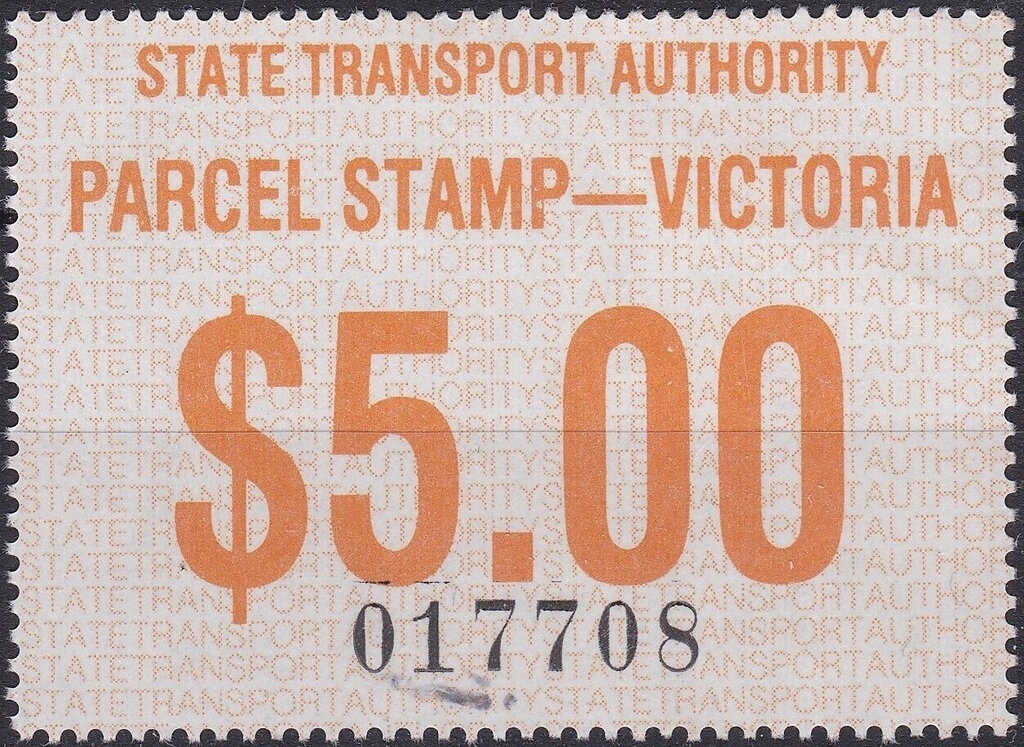 STATE TRANSPORT AUTHORITY
PARCEL STAMP—VICTORIA
$5.00
017708